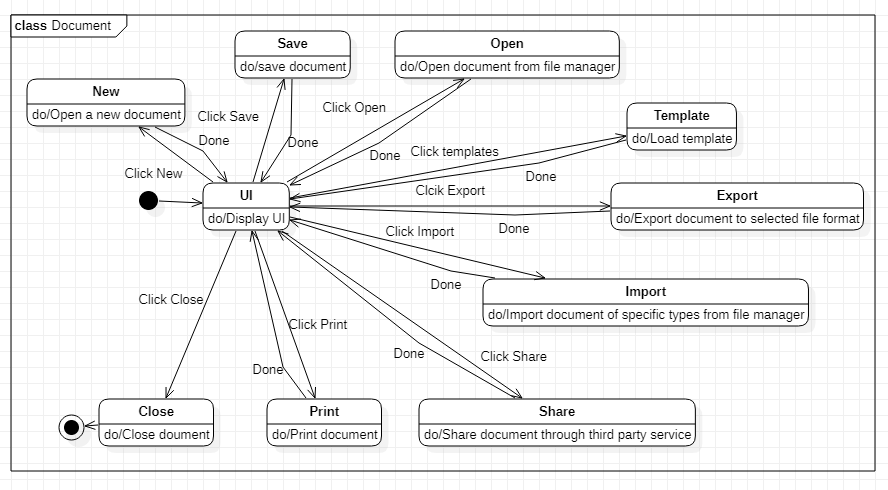 class Document
Save
do/save document
Open
do/Open document from file manager
New
do/Open a new document
Click Save
Done
Done
Click Open
Done
Click templates
Template
do/Load template
Done
Click New
UI
do/Display UI
Clcik Export
Export
do/Export document to selected file format
Done
Click Import
Done
Import
do/Import document of specific types from file manager
Click Close
Click Print
Done
Done
Click Share
Close
do/Close doument
Print
do/Print document
Share
do/Share document through third party service